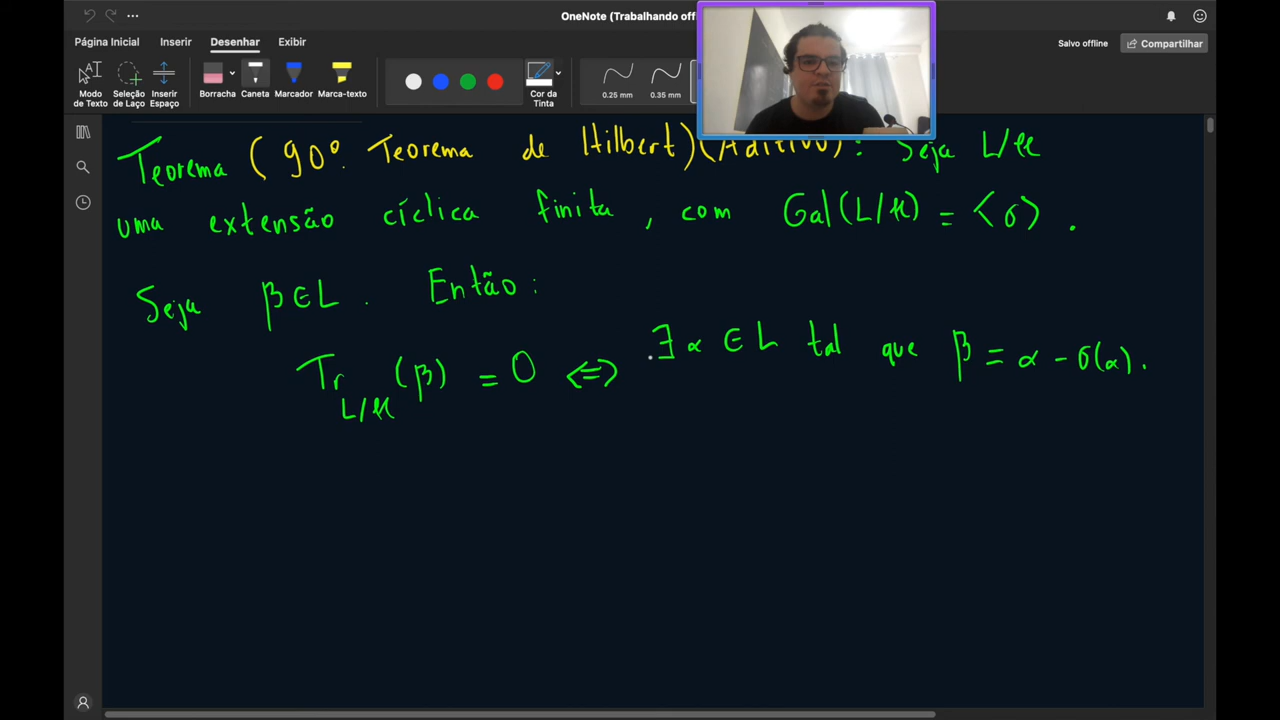 OneNote (Trabalhando off
Página Inicial Inserir Desenhar Exibir
Salvo offline Compartilhar
Modo de Texto
Seleção de Laço
Inserir Espaço
Borracha
Caneta
Marcador
Marca-texto
Cor da Tinta
0.25 mm
0.35 mm
Teorema (90º. Teorema de Hilbert) (Aditivo): Seja L/K
uma extensão cíclica finita, com Gal(L/K) = <σ>.
Seja β ∈ L. Então:
Tr_{L/K}(β) = 0 <=> ∃ α ∈ L tal que β = α - σ(α).